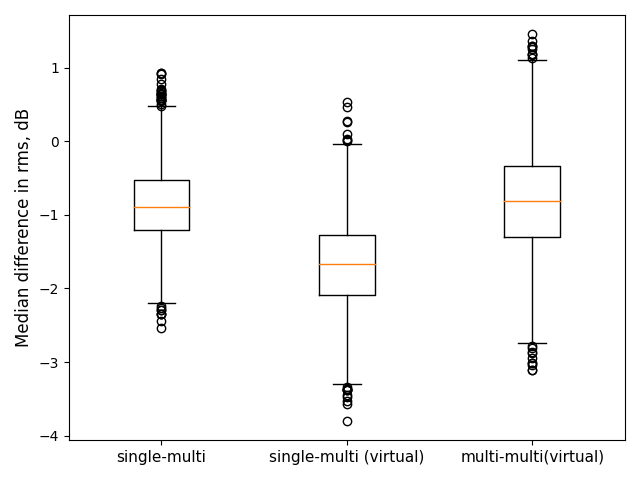 Median difference in rms, dB
1
0
−1
−2
−3
−4
single-multi
single-multi (virtual)
multi-multi(virtual)